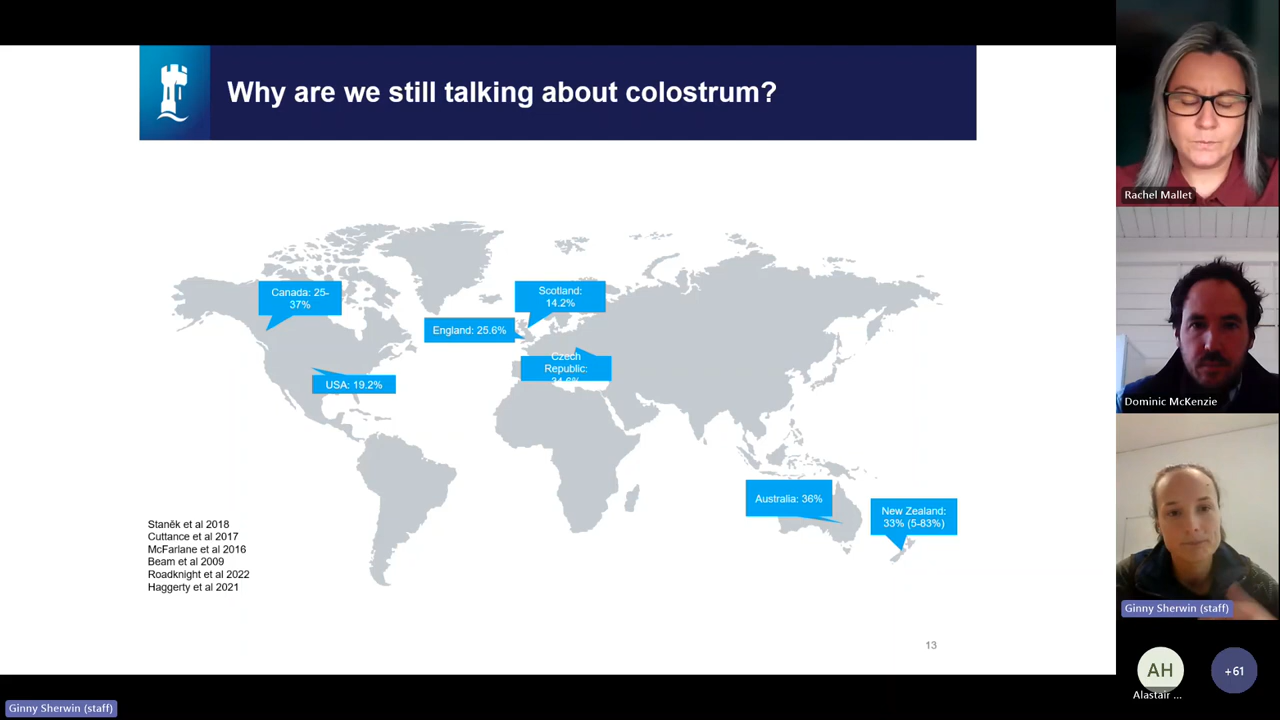 Why are we still talking about colostrum?
Canada: 25-
37%
Scotland:
14.2%
England: 25.6%
Czech
Republic:
34.6%
USA: 19.2%
Australia: 36%
New Zealand:
33% (5-83%)
Staněk et al 2018
Cuttance et al 2017
McFarlane et al 2016
Beam et al 2009
Roadknight et al 2022
Haggerty et al 2021
13
Rachel Mallet
Dominic McKenzie
Ginny Sherwin (staff)
AH
Alastair ...
+61
Ginny Sherwin (staff)